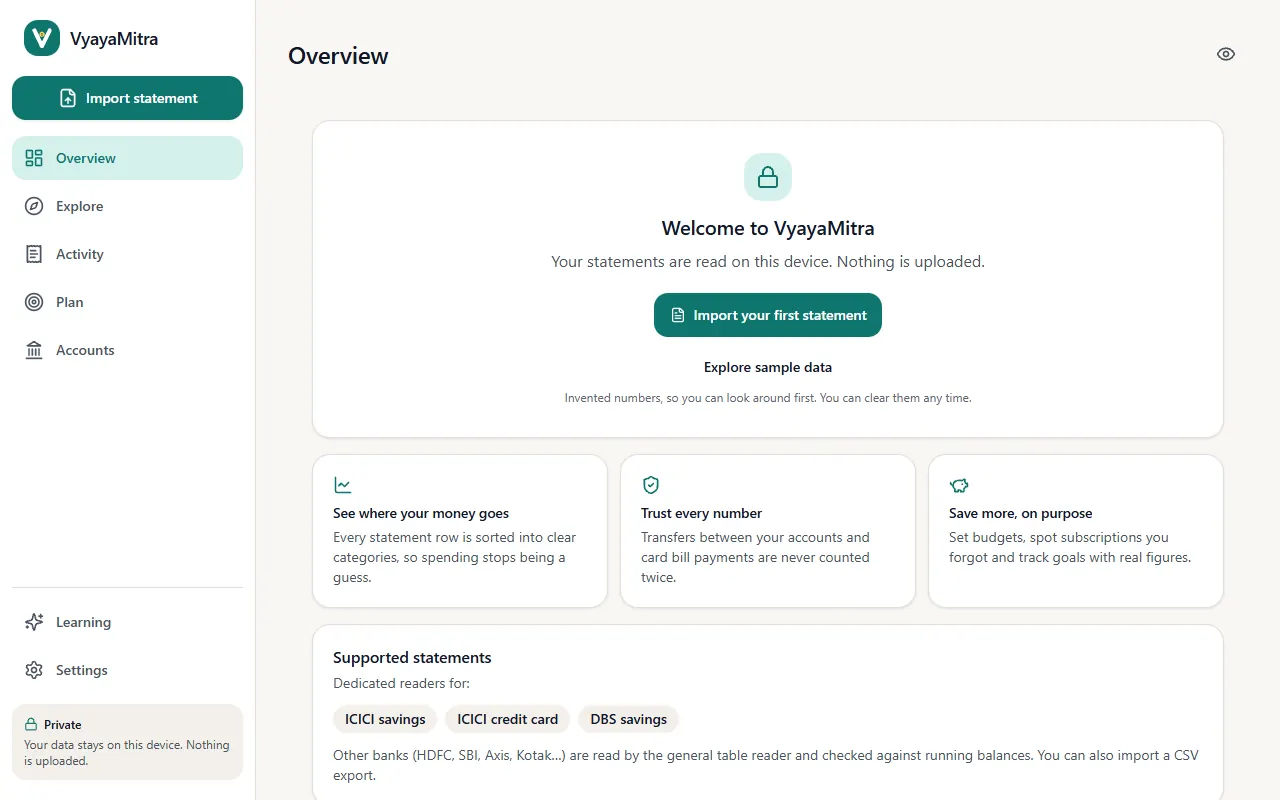 VyayaMitra
Import statement
Overview
Explore
Activity
Plan
Accounts
Learning
Settings
Private
Your data stays on this device. Nothing
is uploaded.
Overview
Welcome to VyayaMitra
Your statements are read on this device. Nothing is uploaded.
Import your first statement
Explore sample data
Invented numbers, so you can look around first. You can clear them any time.
See where your money goes
Every statement row is sorted into clear
categories, so spending stops being a
guess.
Trust every number
Transfers between your accounts and
card bill payments are never counted
twice.
Save more, on purpose
Set budgets, spot subscriptions you
forgot and track goals with real figures.
Supported statements
Dedicated readers for:
ICICI savings
ICICI credit card
DBS savings
Other banks (HDFC, SBI, Axis, Kotak…) are read by the general table reader and checked against running balances. You can also import a CSV
export.